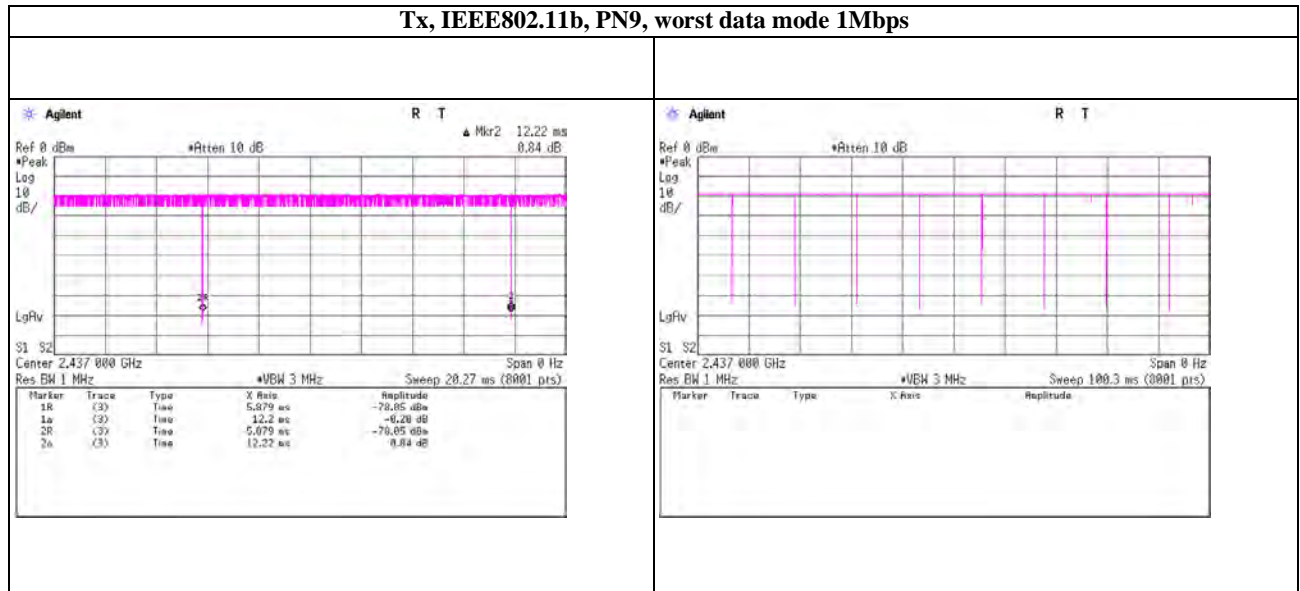 Tx, IEEE802.11b, PN9, worst data mode 1Mbps
Agilent R T
▲ Mkr2 12.22 ms
Ref 0 dBm *Atten 10 dB 0.84 dB
*Peak
Log
10
dB/
2R
2
LgAv
S1 S2
Center 2.437 000 GHz Span 0 Hz
Res BW 1 MHz *VBW 3 MHz Sweep 20.27 ms (8001 pts)
Marker Trace Type X Axis Amplitude
1R (3) Time 5.879 ms -78.05 dBm
1a (3) Time 12.2 ms -0.20 dB
2R (3) Time 5.879 ms -78.05 dBm
2a (3) Time 12.22 ms 0.84 dB
Agilent R T
Ref 0 dBm *Atten 10 dB
*Peak
Log
10
dB/
LgAv
S1 S2
Center 2.437 000 GHz Span 0 Hz
Res BW 1 MHz *VBW 3 MHz Sweep 100.3 ms (8001 pts)
Marker Trace Type X Axis Amplitude